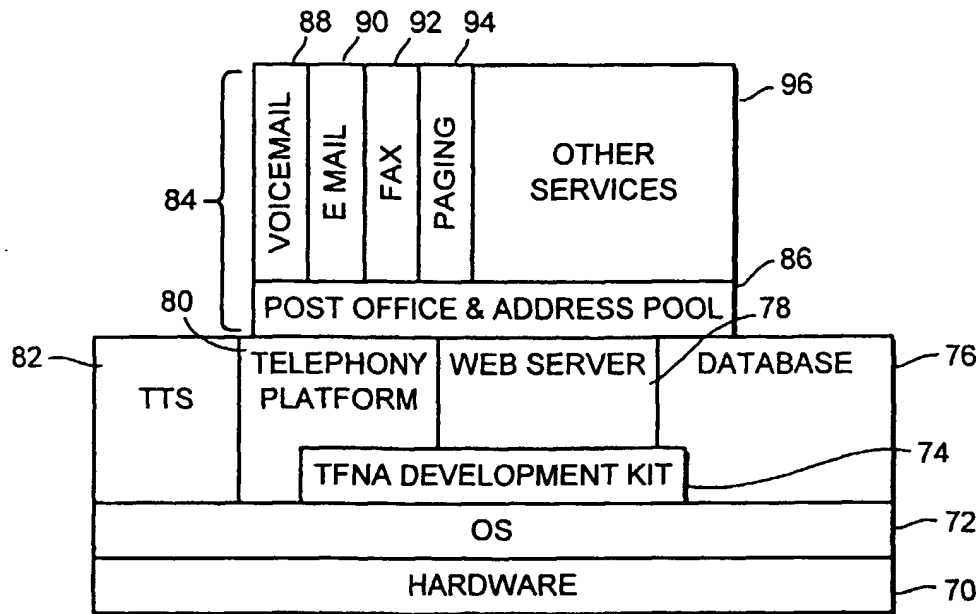 88 90 92 94
96
84
VOICEMAIL
E MAIL
FAX
PAGING
OTHER
SERVICES
86
POST OFFICE & ADDRESS POOL
80
78
82
76
TTS
TELEPHONY
PLATFORM
WEB SERVER
DATABASE
74
TFNA DEVELOPMENT KIT
OS
72
HARDWARE
70